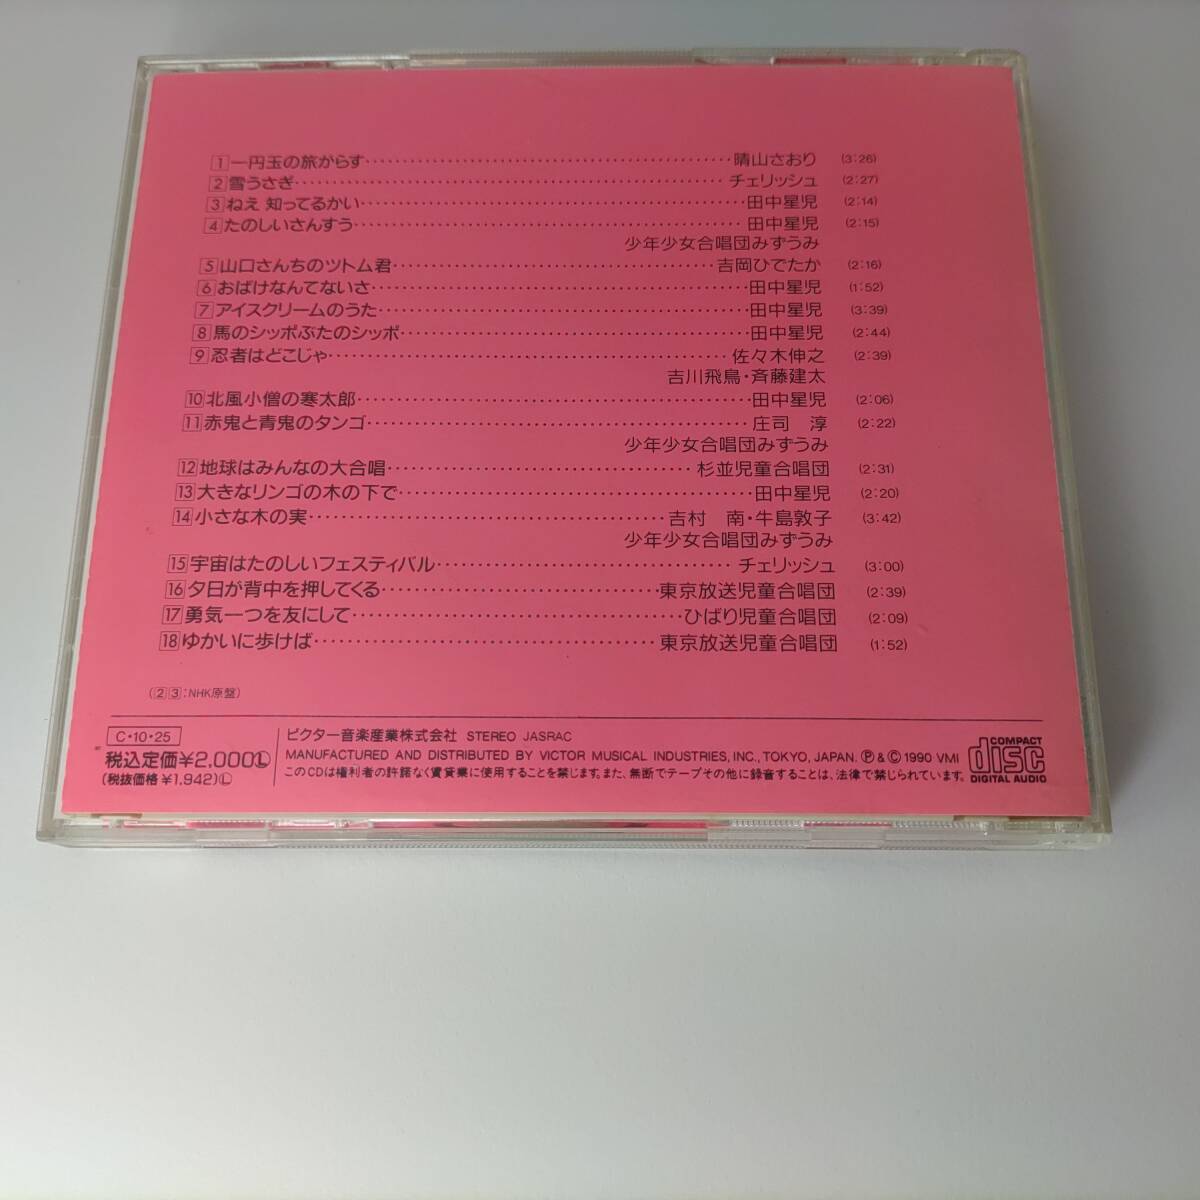 1 一円玉の旅がらす‥‥‥‥‥‥‥‥‥‥晴山さおり (3:26)
2 雪うさぎ‥‥‥‥‥‥‥‥‥‥チェリッシュ (2:27)
3 ねえ 知ってるかい‥‥‥‥‥‥‥‥‥‥田中星児 (2:14)
4 たのしいさんすう‥‥‥‥‥‥‥‥‥‥田中星児 (2:15)
少年少女合唱団みずうみ
5 山口さんちのツトム君‥‥‥‥‥‥‥‥‥‥吉岡ひでたか (2:16)
6 おばけなんてないさ‥‥‥‥‥‥‥‥‥‥田中星児 (1:52)
7 アイスクリームのうた‥‥‥‥‥‥‥‥‥‥田中星児 (3:39)
8 馬のシッポぶたのシッポ‥‥‥‥‥‥‥‥‥‥田中星児 (2:44)
9 忍者はどこじゃ‥‥‥‥‥‥‥‥‥‥佐々木伸之 (2:39)
吉川飛鳥・斉藤建太
10 北風小僧の寒太郎‥‥‥‥‥‥‥‥‥‥田中星児 (2:06)
11 赤鬼と青鬼のタンゴ‥‥‥‥‥‥‥‥‥‥庄司 淳 (2:22)
少年少女合唱団みずうみ
12 地球はみんなの大合唱‥‥‥‥‥‥‥‥‥‥杉並児童合唱団 (2:31)
13 大きなリンゴの木の下で‥‥‥‥‥‥‥‥‥‥田中星児 (2:20)
14 小さな木の実‥‥‥‥‥‥‥‥‥‥吉村 南・牛島敦子 (3:42)
少年少女合唱団みずうみ
15 宇宙はたのしいフェスティバル‥‥‥‥‥‥‥‥‥‥チェリッシュ (3:00)
16 夕日が背中を押してくる‥‥‥‥‥‥‥‥‥‥東京放送児童合唱団 (2:39)
17 勇気一つを友にして‥‥‥‥‥‥‥‥‥‥ひばり児童合唱団 (2:09)
18 ゆかいに歩けば‥‥‥‥‥‥‥‥‥‥東京放送児童合唱団 (1:52)
(2 3:NHK原盤)
C・10・25
税込定価¥2,000Ⓛ
(税抜価格 ¥1,942)Ⓛ
ビクター音楽産業株式会社 STEREO JASRAC
MANUFACTURED AND DISTRIBUTED BY VICTOR MUSICAL INDUSTRIES, INC., TOKYO, JAPAN. Ⓟ & Ⓒ 1990 VMI
このCDは権利者の許諾なく賃貸業に使用することを禁じます。また、無断でテープその他に録音することは、法律で禁じられています。
COMPACT
disc
DIGITAL AUDIO